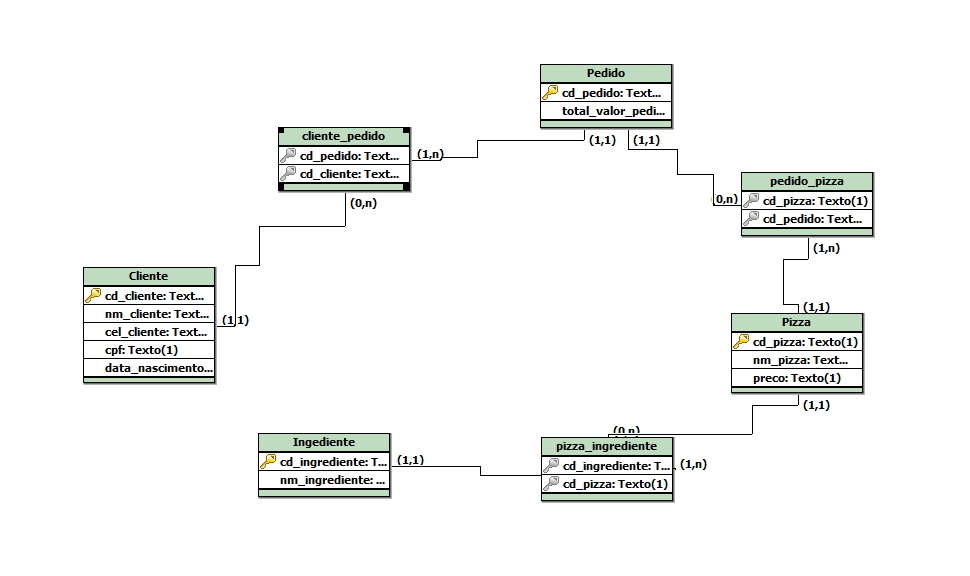 Pedido
cd_pedido: Text...
total_valor_pedi...
(1,1)
(1,1)
cliente_pedido
cd_pedido: Text...
cd_cliente: Text...
(1,n)
(0,n)
pedido_pizza
cd_pizza: Texto(1)
cd_pedido: Text...
(0,n)
(1,n)
Cliente
cd_cliente: Text...
nm_cliente: Text...
cel_cliente: Text...
cpf: Texto(1)
data_nascimento...
(1,1)
(1,1)
Pizza
cd_pizza: Texto(1)
nm_pizza: Text...
preco: Texto(1)
(1,1)
Ingediente
cd_ingrediente: T...
nm_ingrediente: ...
(1,1)
(0,n)
pizza_ingrediente
cd_ingrediente: T...
cd_pizza: Texto(1)
(1,n)